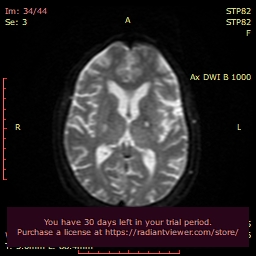 Im: 34/44
Se: 3
A
STP82
STP82
F
Ax DWI B 1000
R
L
You have 30 days left in your trial period.
Purchase a license at https://radiantviewer.com/store/